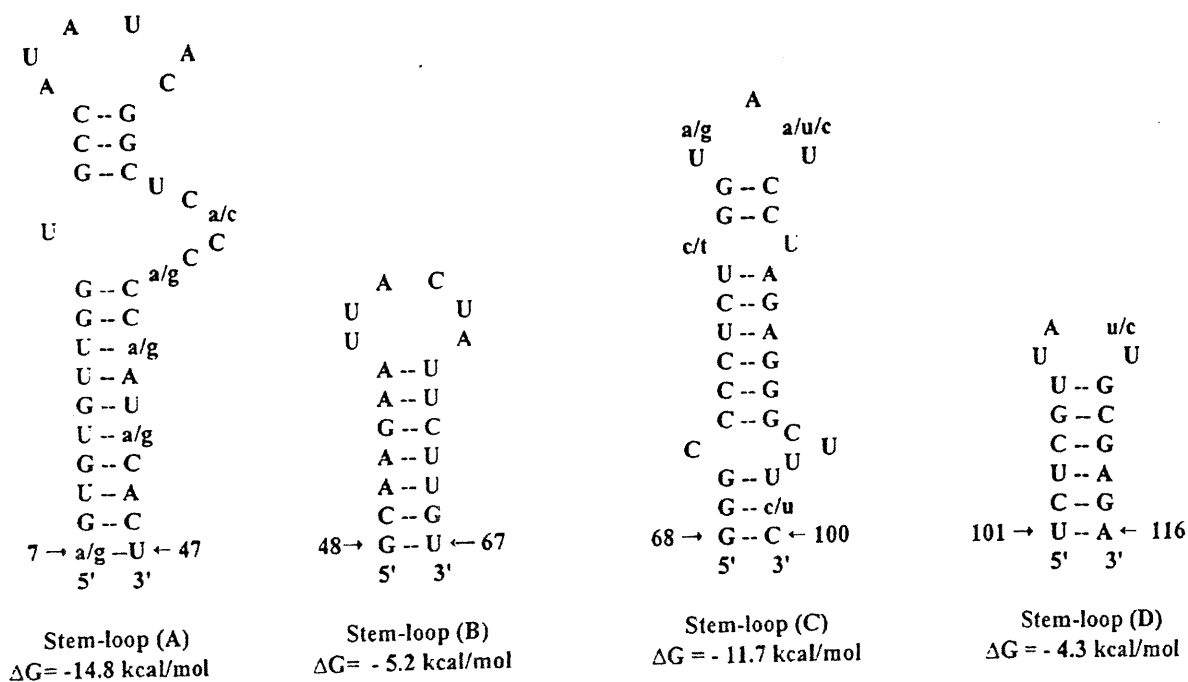 A U
U A
A C
C -- G
C -- G
G -- C
U
C
a/c
U C
C
a/g
G -- C
G -- C
U -- a/g
U -- A
G -- U
U -- a/g
G -- C
U -- A
G -- C
7 → a/g -- U ← 47
5' 3'
Stem-loop (A)
ΔG= -14.8 kcal/mol
A C
U U
U A
A -- U
A -- U
G -- C
A -- U
A -- U
C -- G
48 → G -- U ← 67
5' 3'
Stem-loop (B)
ΔG= - 5.2 kcal/mol
A
a/g a/u/c
U U
G -- C
G -- C
c/t U
U -- A
C -- G
U -- A
C -- G
C -- G
C -- G
C
C U
U
G -- U
G -- c/u
68 → G -- C ← 100
5' 3'
Stem-loop (C)
ΔG = - 11.7 kcal/mol
A u/c
U U
U -- G
G -- C
C -- G
U -- A
C -- G
101 → U -- A ← 116
5' 3'
Stem-loop (D)
ΔG = - 4.3 kcal/mol